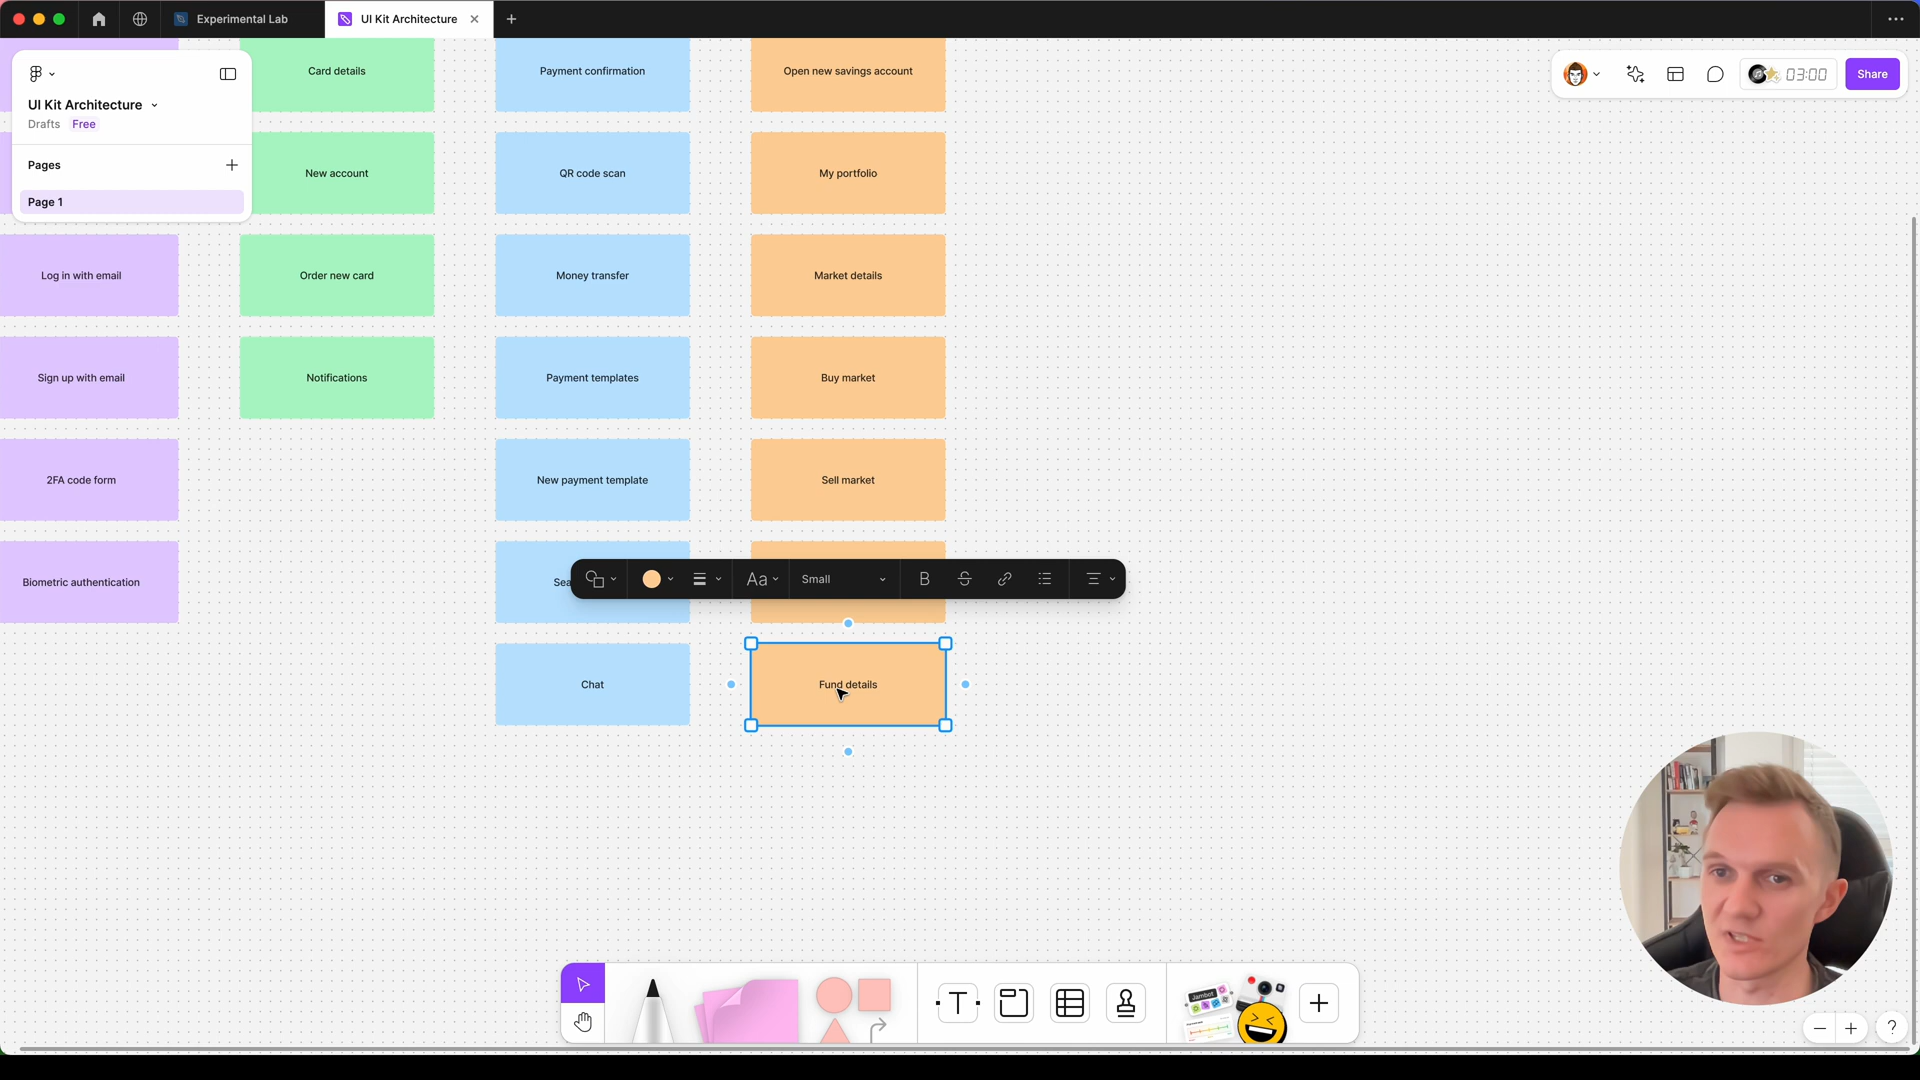 Experimental Lab
UI Kit Architecture
UI Kit Architecture
Drafts Free
Pages
Page 1
03:00
Share
Card details
Payment confirmation
Open new savings account
New account
QR code scan
My portfolio
Log in with email
Order new card
Money transfer
Market details
Sign up with email
Notifications
Payment templates
Buy market
2FA code form
New payment template
Sell market
Biometric authentication
Sea
Aa
Small
B
S
Chat
Fund details
T
Jambot
?